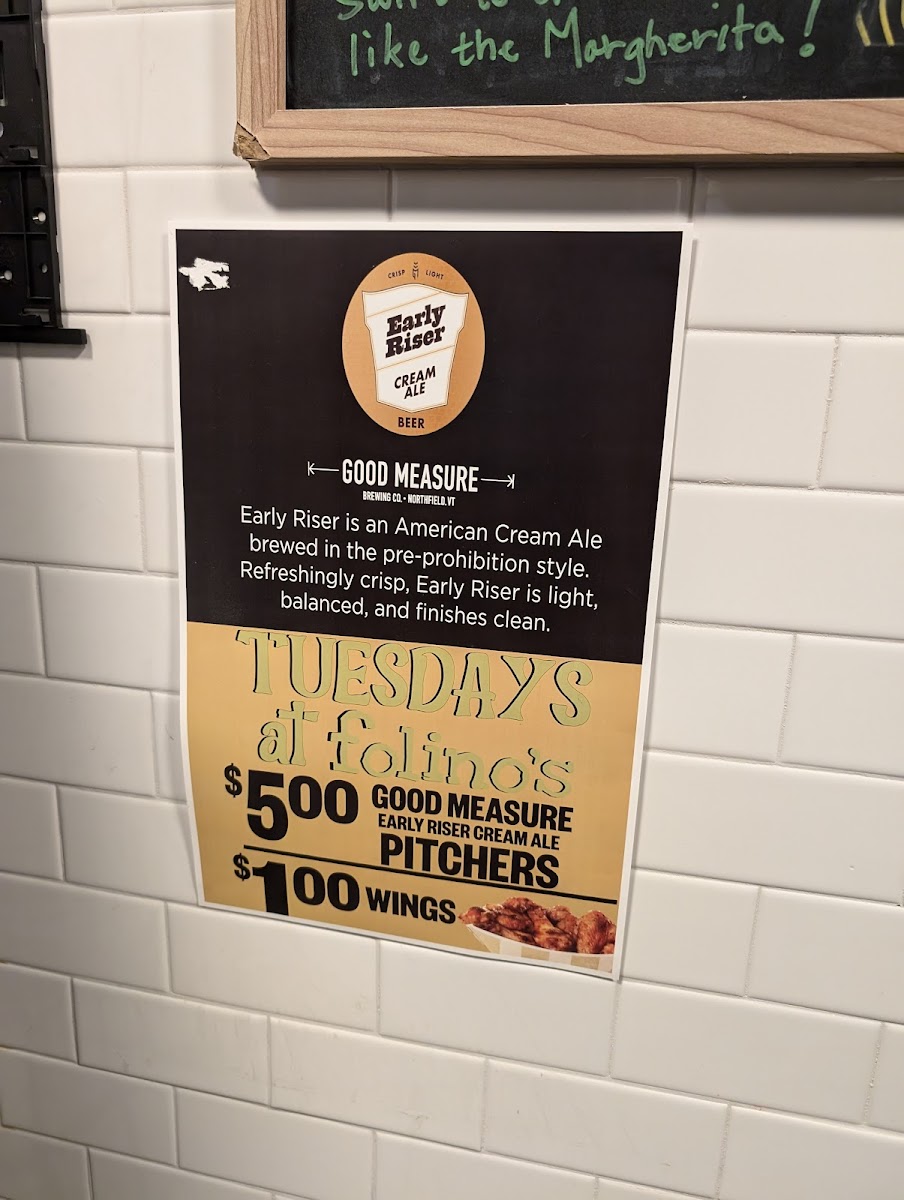 like the Margherita!
CRISP LIGHT
Early
Riser
CREAM
ALE
BEER
GOOD MEASURE
BREWING CO. - NORTHFIELD, VT
Early Riser is an American Cream Ale
brewed in the pre-prohibition style.
Refreshingly crisp, Early Riser is light,
balanced, and finishes clean.
TUESDAYS
at folino's
$5.00 GOOD MEASURE
EARLY RISER CREAM ALE
PITCHERS
$1.00 WINGS